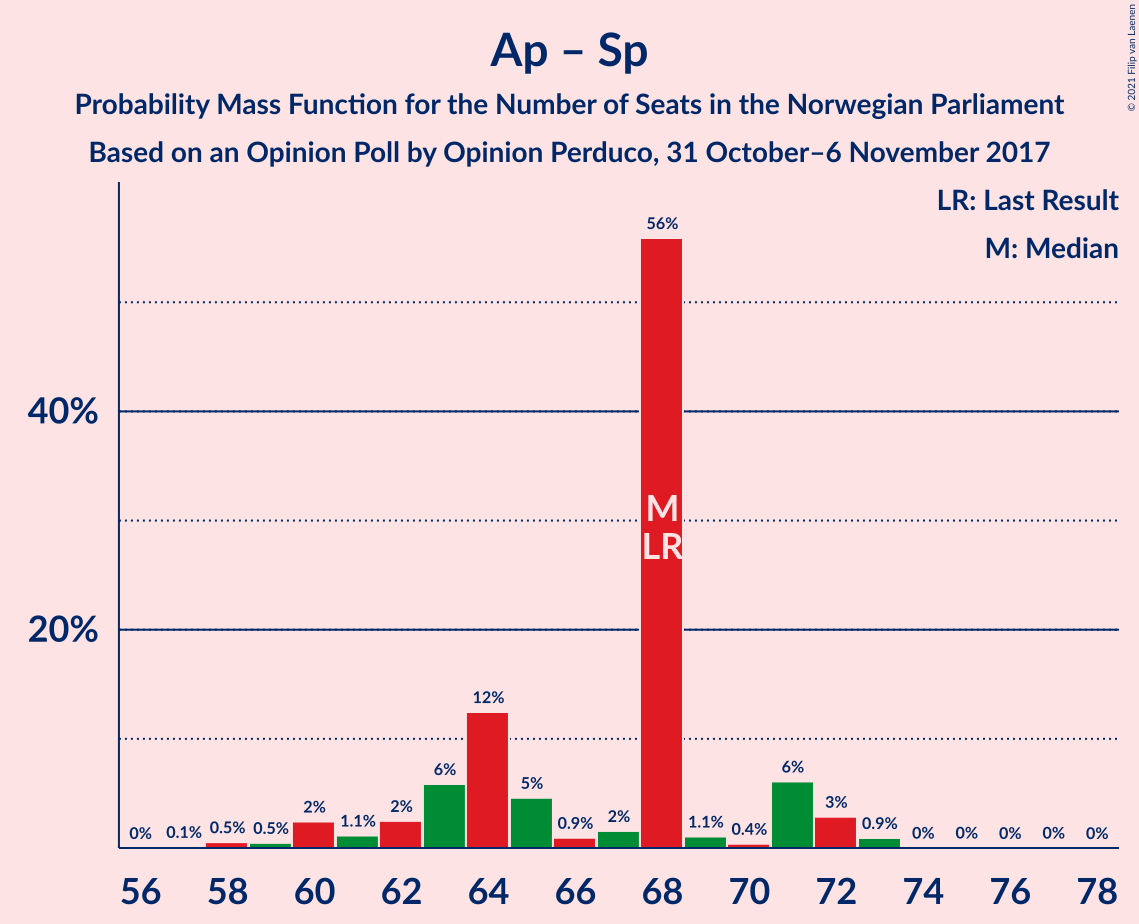 Ap – Sp
Probability Mass Function for the Number of Seats in the Norwegian Parliament
Based on an Opinion Poll by Opinion Perduco, 31 October–6 November 2017
© 2021 Filip van Laenen
LR: Last Result
M: Median
56%
40%
M
LR
20%
12%
6%
5%
6%
0%
0.1%
0.5%
0.5%
2%
1.1%
2%
0.9%
2%
1.1%
0.4%
3%
0.9%
0%
0%
0%
0%
0%
56 58 60 62 64 66 68 70 72 74 76 78